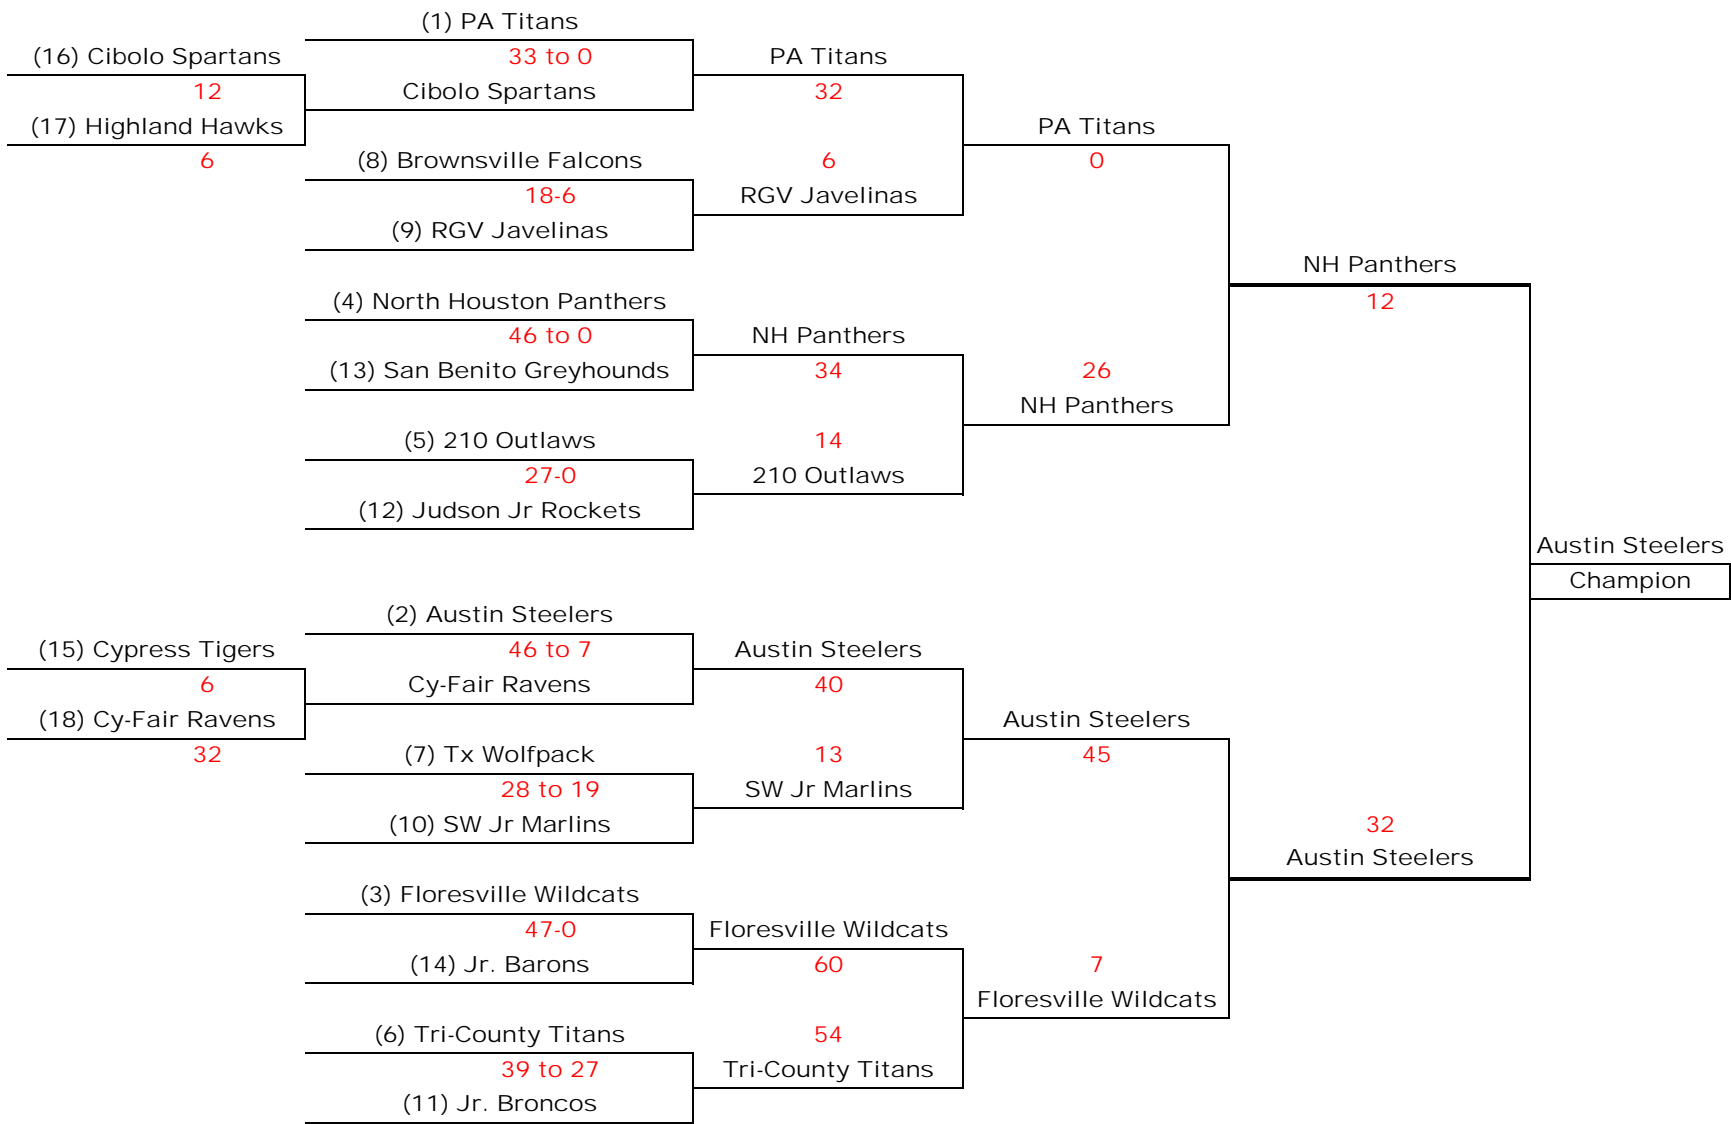 (1) PA Titans
(16) Cibolo Spartans
33 to 0
PA Titans
12
Cibolo Spartans
32
(17) Highland Hawks
PA Titans
6
(8) Brownsville Falcons
6
0
18-6
RGV Javelinas
(9) RGV Javelinas
NH Panthers
(4) North Houston Panthers
12
46 to 0
NH Panthers
(13) San Benito Greyhounds
34
26
NH Panthers
(5) 210 Outlaws
14
27-0
210 Outlaws
(12) Judson Jr Rockets
Austin Steelers
Champion
(2) Austin Steelers
(15) Cypress Tigers
46 to 7
Austin Steelers
6
Cy-Fair Ravens
40
(18) Cy-Fair Ravens
Austin Steelers
32
(7) Tx Wolfpack
13
45
28 to 19
SW Jr Marlins
(10) SW Jr Marlins
32
Austin Steelers
(3) Floresville Wildcats
47-0
Floresville Wildcats
(14) Jr. Barons
60
7
Floresville Wildcats
(6) Tri-County Titans
54
39 to 27
Tri-County Titans
(11) Jr. Broncos